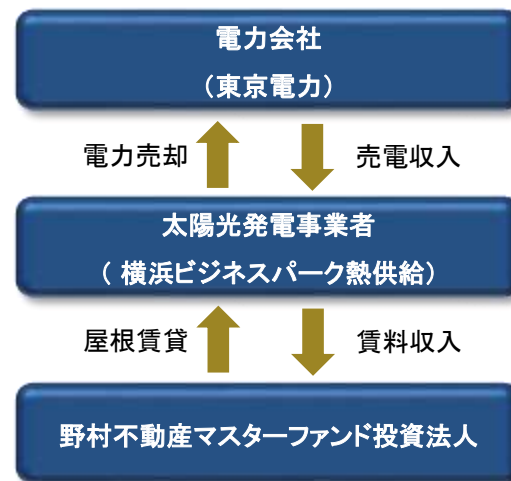 電力会社
（東京電力）
電力売却
売電収入
太陽光発電事業者
（ 横浜ビジネスパーク熱供給）
屋根賃貸
賃料収入
野村不動産マスターファンド投資法人